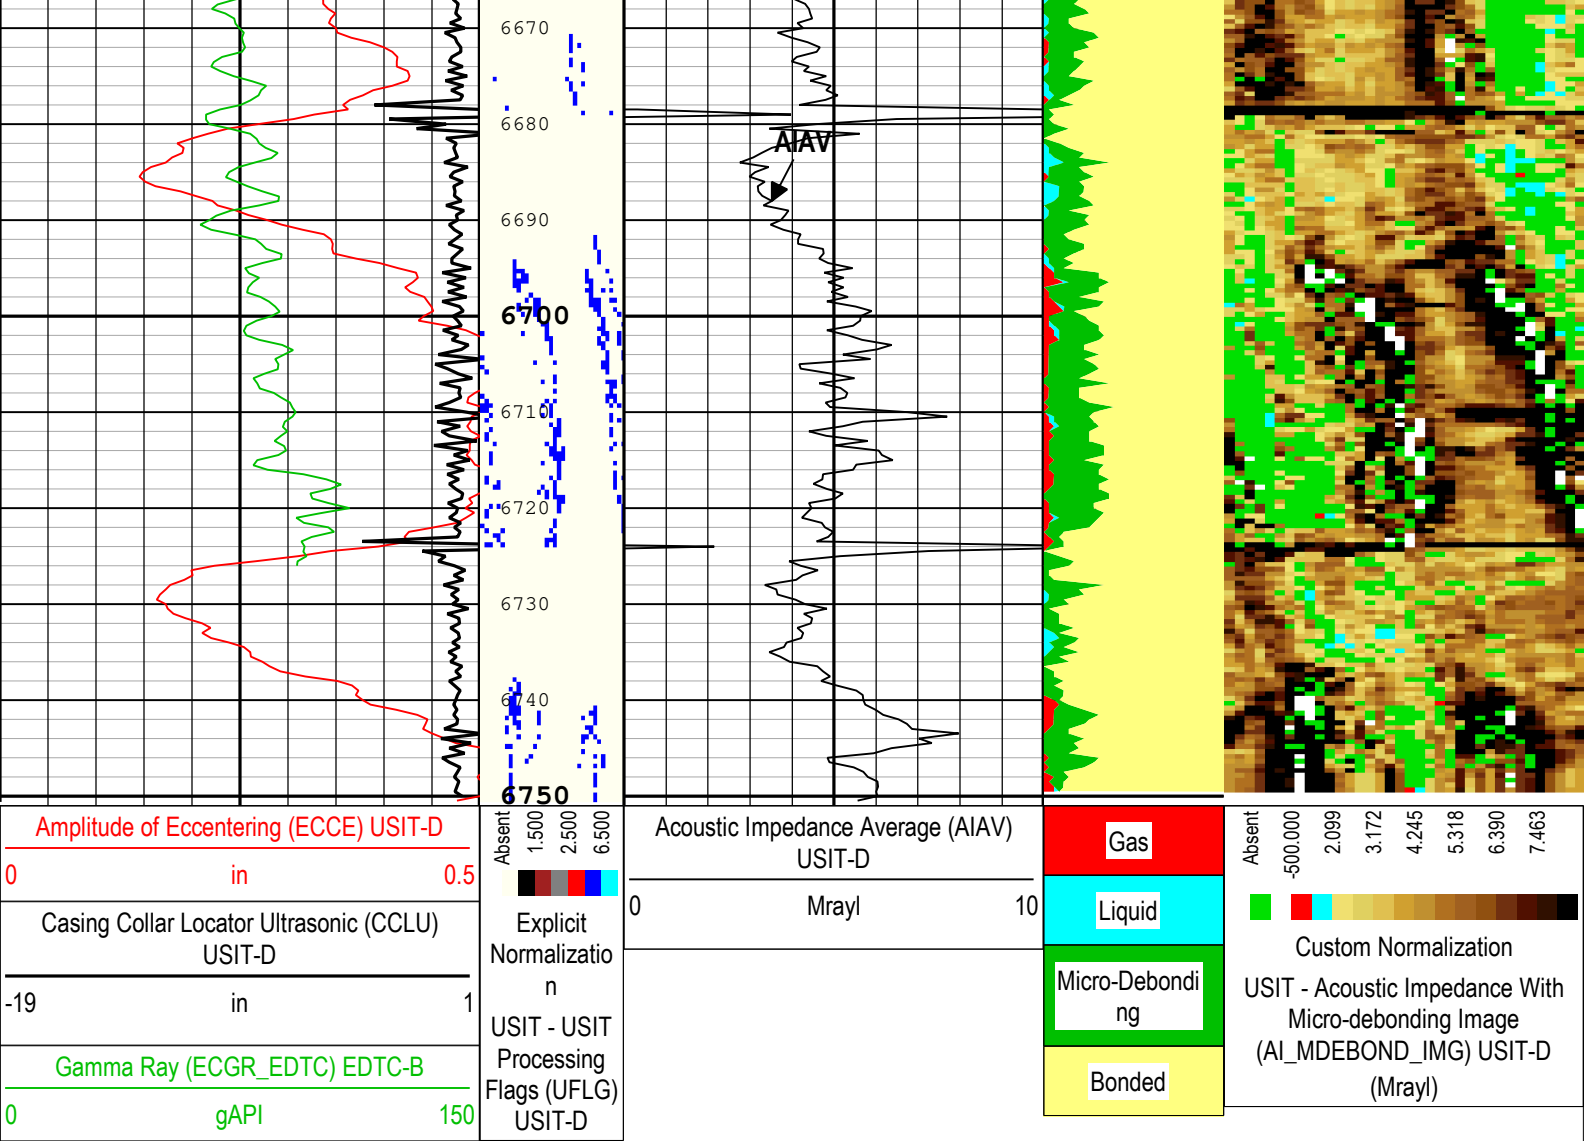 6670
6680
AIAV
6690
6700
6710
6720
6730
6740
6750
Amplitude of Eccentering (ECCE) USIT-D
0 in 0.5
Casing Collar Locator Ultrasonic (CCLU)
USIT-D
-19 in 1
Gamma Ray (ECGR_EDTC) EDTC-B
0 gAPI 150
Absent
1.500
2.500
6.500
Explicit
Normalizatio
n
USIT - USIT
Processing
Flags (UFLG)
USIT-D
Acoustic Impedance Average (AIAV)
USIT-D
0 Mrayl 10
Gas
Liquid
Micro-Debondi
ng
Bonded
Absent
-500.000
2.099
3.172
4.245
5.318
6.390
7.463
Custom Normalization
USIT - Acoustic Impedance With
Micro-debonding Image
(AI_MDEBOND_IMG) USIT-D
(Mrayl)